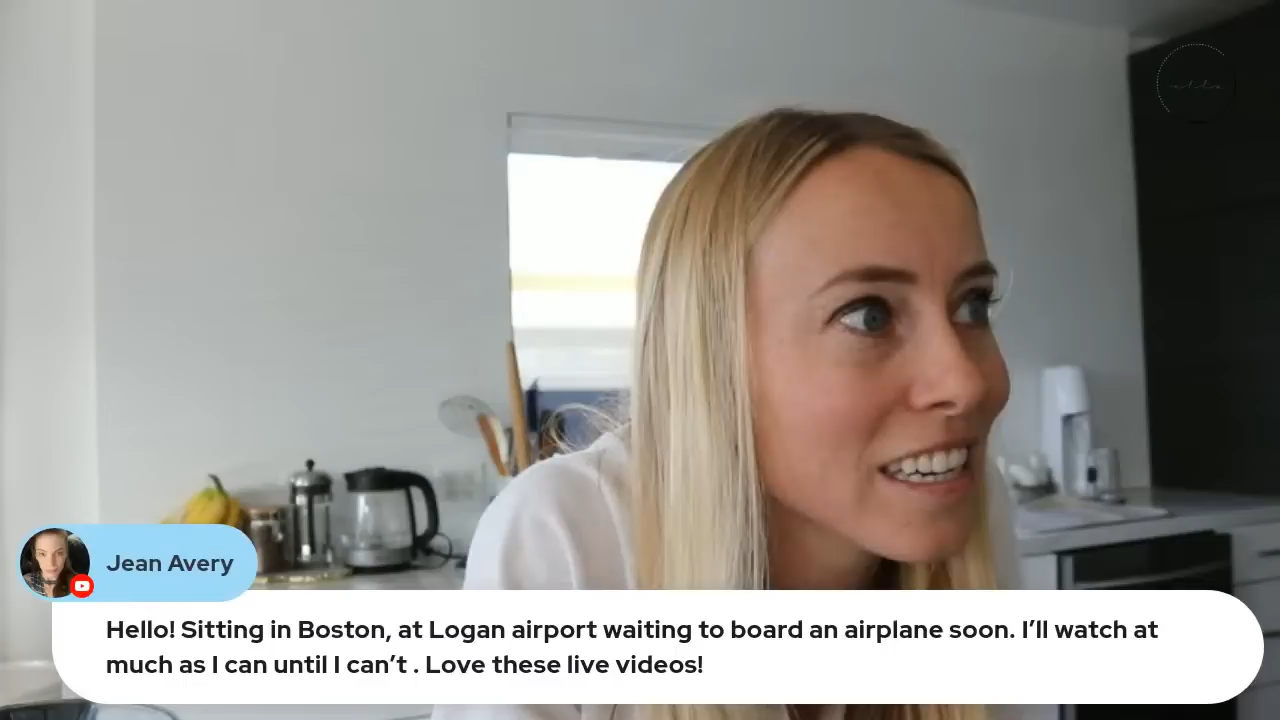 Jean Avery
Hello! Sitting in Boston, at Logan airport waiting to board an airplane soon. I’ll watch at
much as I can until I can’t . Love these live videos!